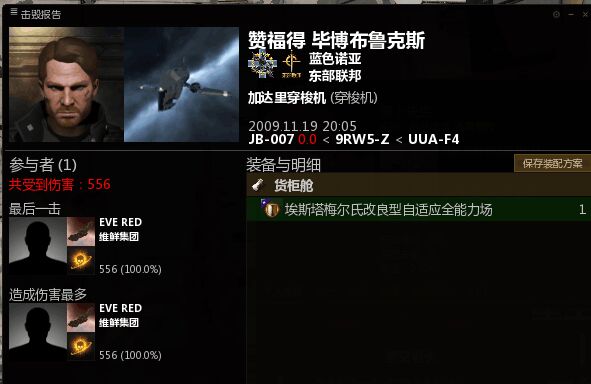 击毁报告
赞福得 毕博布鲁克斯
蓝色诺亚
东部联邦
加达里穿梭机 (穿梭机)
2009.11.19 20:05
JB-007 0.0 < 9RW5-Z < UUA-F4
参与者 (1)
共受到伤害：556
最后一击
EVE RED
维鲜集团
556 (100.0%)
造成伤害最多
EVE RED
维鲜集团
556 (100.0%)
装备与明细
保存装配方案
货柜舱
埃斯塔梅尔氏改良型自适应全能力场 1